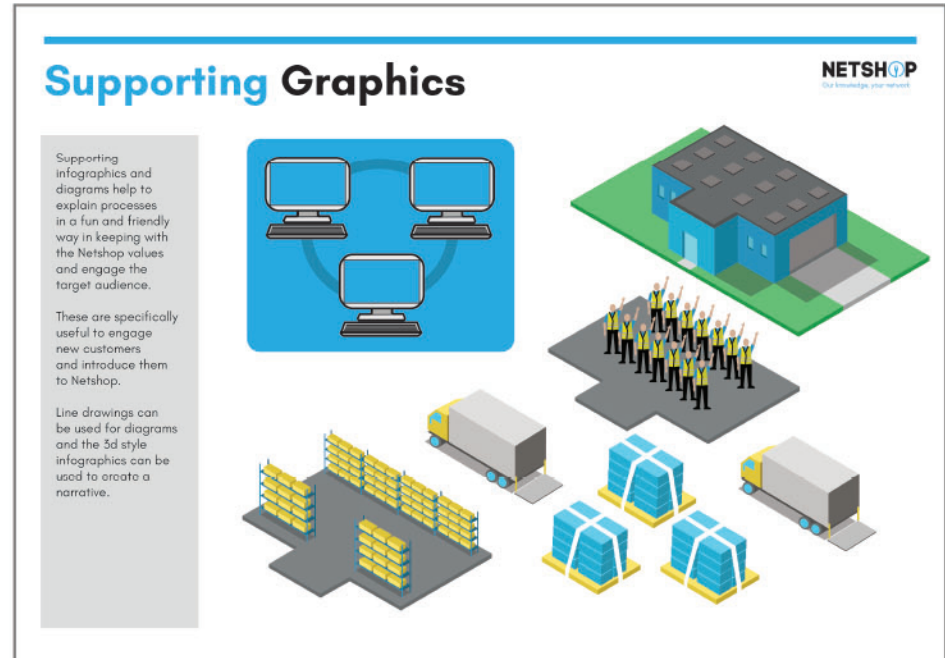 Supporting Graphics
NETSHOP
Our knowledge, your network
Supporting
infographics and
diagrams help to
explain processes
in a fun and friendly
way in keeping with
the Netshop values
and engage the
target audience.
These are specifically
useful to engage
new customers
and introduce them
to Netshop.
Line drawings can
be used for diagrams
and the 3d style
infographics can be
used to create a
narrative.